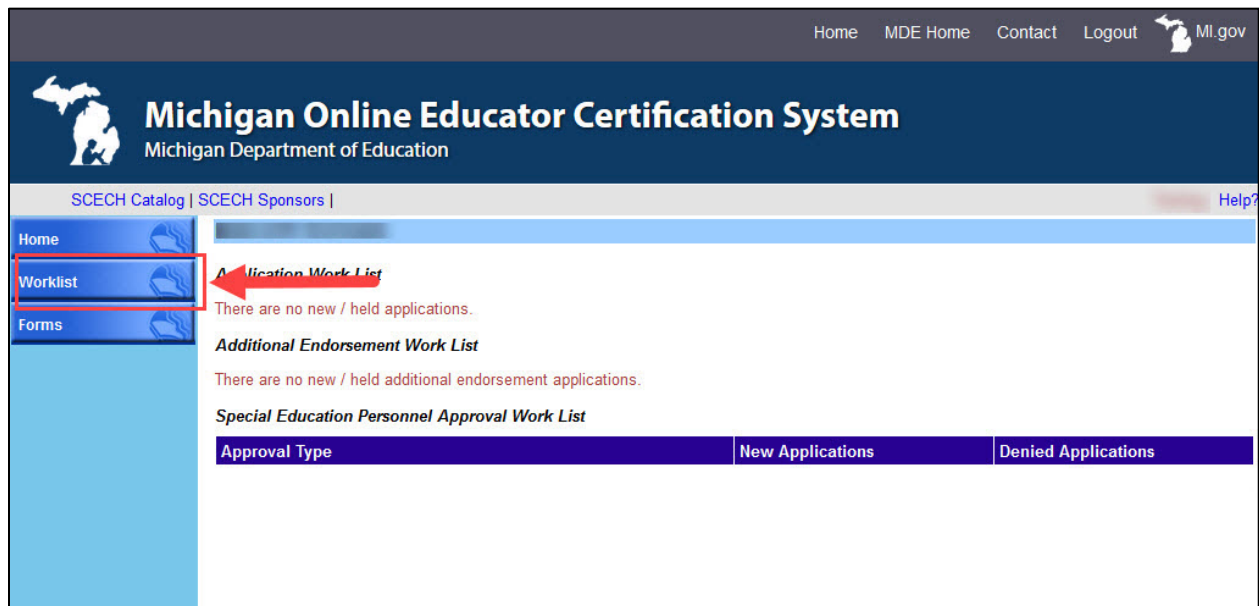 Home MDE Home Contact Logout MI.gov
Michigan Online Educator Certification System
Michigan Department of Education
SCECH Catalog | SCECH Sponsors | Help?
Home
Worklist
Forms
Application Work List
There are no new / held applications.
Additional Endorsement Work List
There are no new / held additional endorsement applications.
Special Education Personnel Approval Work List
Approval Type New Applications Denied Applications